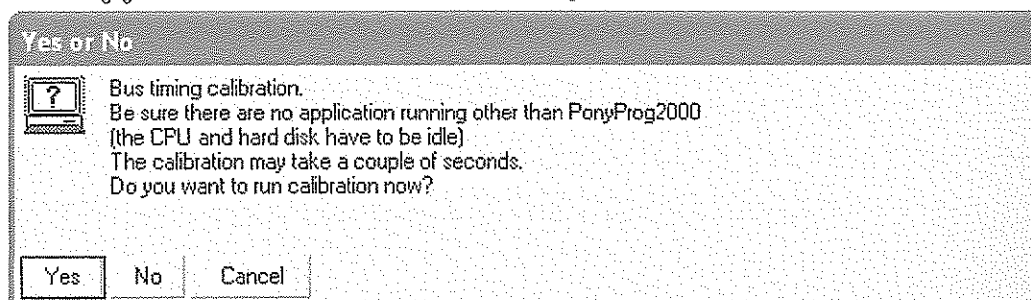 Yes or No
?
Bus timing calibration.
Be sure there are no application running other than PonyProg2000
(the CPU and hard disk have to be idle)
The calibration may take a couple of seconds.
Do you want to run calibration now?
Yes No Cancel